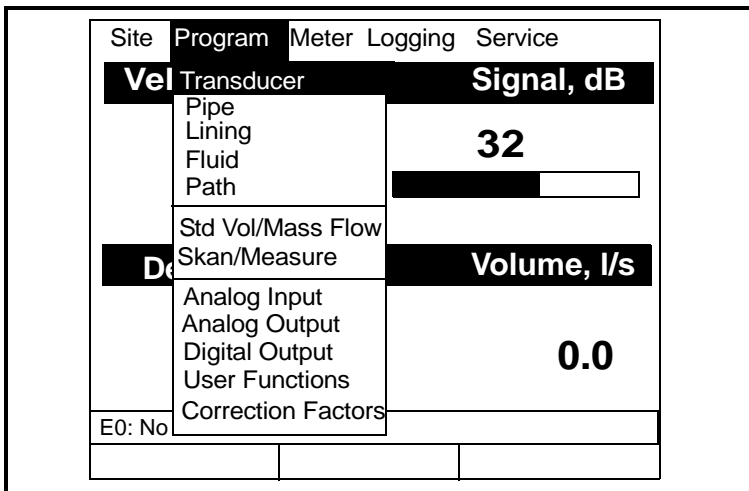 Site Program Meter Logging Service
Vel Transducer Signal, dB
Pipe
Lining
32
Fluid
Path
Std Vol/Mass Flow
Skan/Measure
De Volume, l/s
Analog Input
Analog Output
Digital Output
0.0
User Functions
Correction Factors
E0: No